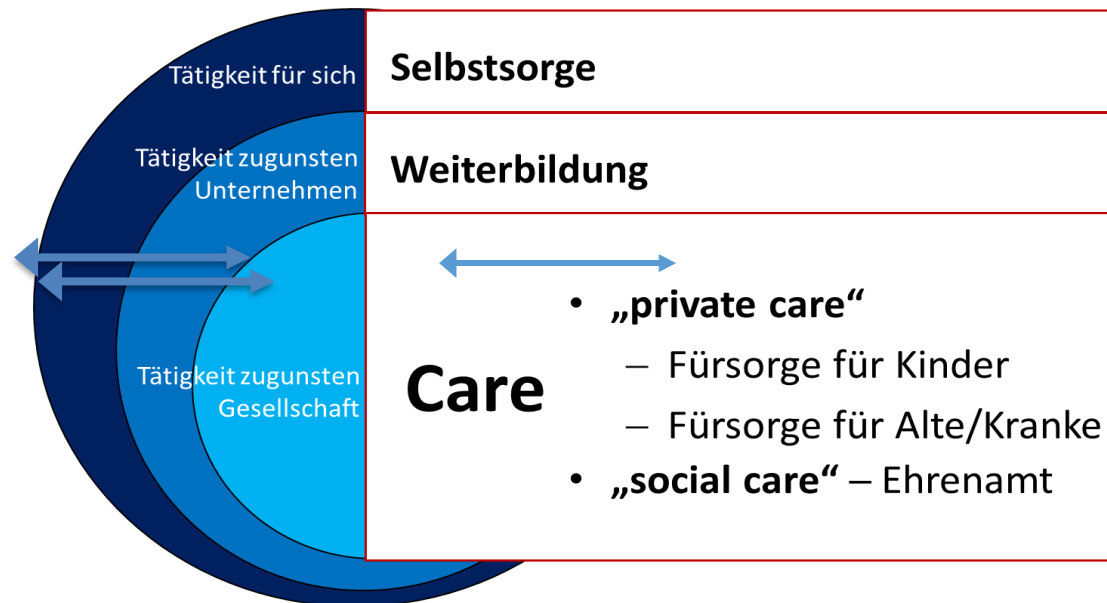 Tätigkeit für sich
Selbstsorge
Tätigkeit zugunsten
Unternehmen
Weiterbildung
Tätigkeit zugunsten
Gesellschaft
Care
• „private care“
– Fürsorge für Kinder
– Fürsorge für Alte/Kranke
• „social care“ – Ehrenamt